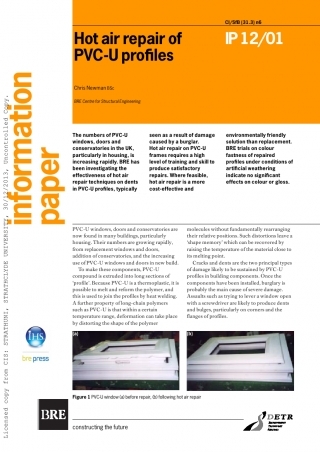 CI/SfB (31.3) n6
Hot air repair of
PVC-U profiles
IP 12/01
Chris Newman BSc
BRE Centre for Structural Engineering
information
paper
The numbers of PVC-U
windows, doors and
conservatories in the UK,
particularly in housing, is
increasing rapidly. BRE has
been investigating the
effectiveness of hot air
repair techniques on dents
in PVC-U profiles, typically
seen as a result of damage
caused by a burglar.
Hot air repair on PVC-U
frames requires a high
level of training and skill to
produce satisfactory
repairs. Where feasible,
hot air repair is a more
cost-effective and
environmentally friendly
solution than replacement.
BRE trials on colour
fastness of repaired
profiles under conditions of
artificial weathering
indicate no significant
effects on colour or gloss.
PVC-U windows, doors and conservatories are
now found in many buildings, particularly
housing. Their numbers are growing rapidly,
from replacement windows and doors,
addition of conservatories, and the increasing
use of PVC-U windows and doors in new build.
To make these components, PVC-U
compound is extruded into long sections of
'profile'. Because PVC-U is a thermoplastic, it is
possible to melt and reform the polymer, and
this is used to join the profiles by heat welding.
A further property of long-chain polymers
such as PVC-U is that within a certain
temperature range, deformation can take place
by distorting the shape of the polymer
molecules without fundamentally rearranging
their relative positions. Such distortions leave a
'shape memory' which can be recovered by
raising the temperature of the material close to
its melting point.
Cracks and dents are the two principal types
of damage likely to be sustained by PVC-U
profiles in building components. Once the
components have been installed, burglary is
probably the main cause of severe damage.
Assaults such as trying to lever a window open
with a screwdriver are likely to produce dents
and bulges, particularly on corners and the
flanges of profiles.
(a)
(b)
Figure 1 PVC-U window (a) before repair, (b) following hot air repair
IHS
bre press
BRE
constructing the future
DETR
Licensed copy from CIS: STRATHUNI, STRATHCLYDE UNIVERSITY, 30/12/2013, Uncontrolled Copy.